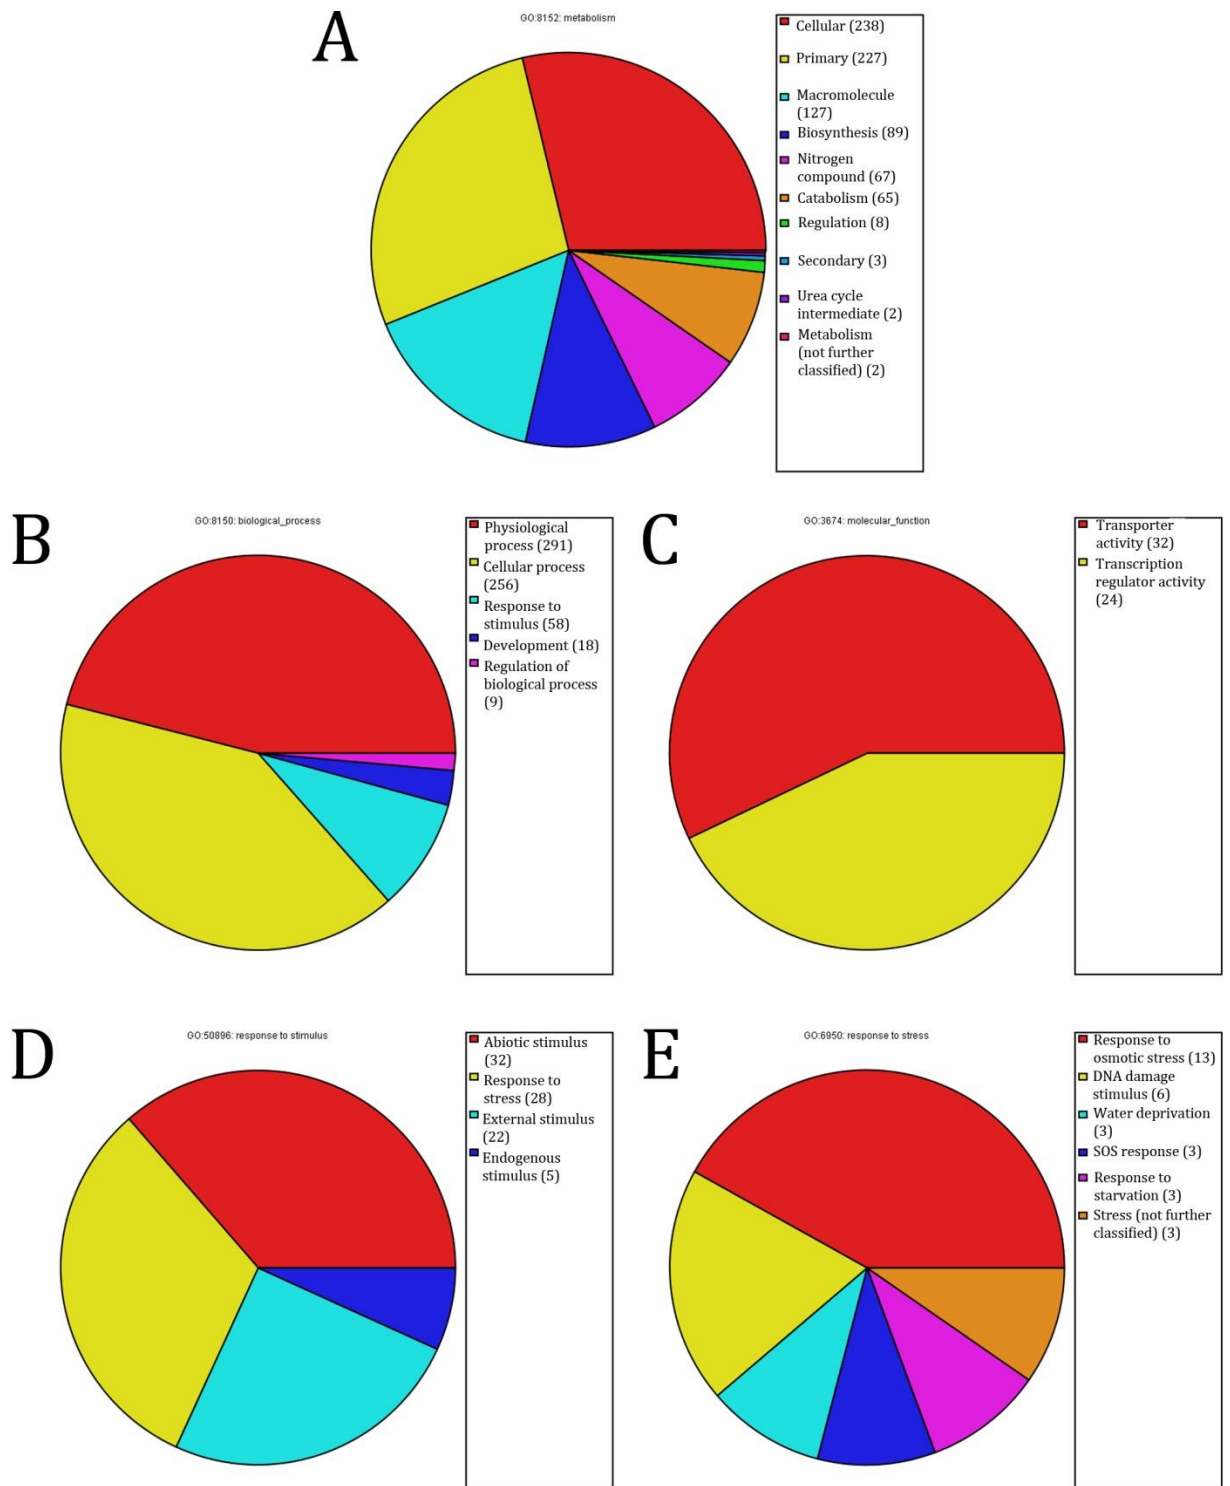 A
GO:8152: metabolism
Cellular (238)
Primary (227)
Macromolecule
(127)
Biosynthesis (89)
Nitrogen
compound (67)
Catabolism (65)
Regulation (8)
Secondary (3)
Urea cycle
intermediate (2)
Metabolism
(not further
classified) (2)
B
GO:8150: biological_process
Physiological
process (291)
Cellular process
(256)
Response to
stimulus (58)
Development (18)
Regulation of
biological process
(9)
C
GO:3674: molecular_function
Transporter
activity (32)
Transcription
regulator activity
(24)
D
GO:50896: response to stimulus
Abiotic stimulus
(32)
Response to
stress (28)
External stimulus
(22)
Endogenous
stimulus (5)
E
GO:6950: response to stress
Response to
osmotic stress (13)
DNA damage
stimulus (6)
Water deprivation
(3)
SOS response (3)
Response to
starvation (3)
Stress (not further
classified) (3)